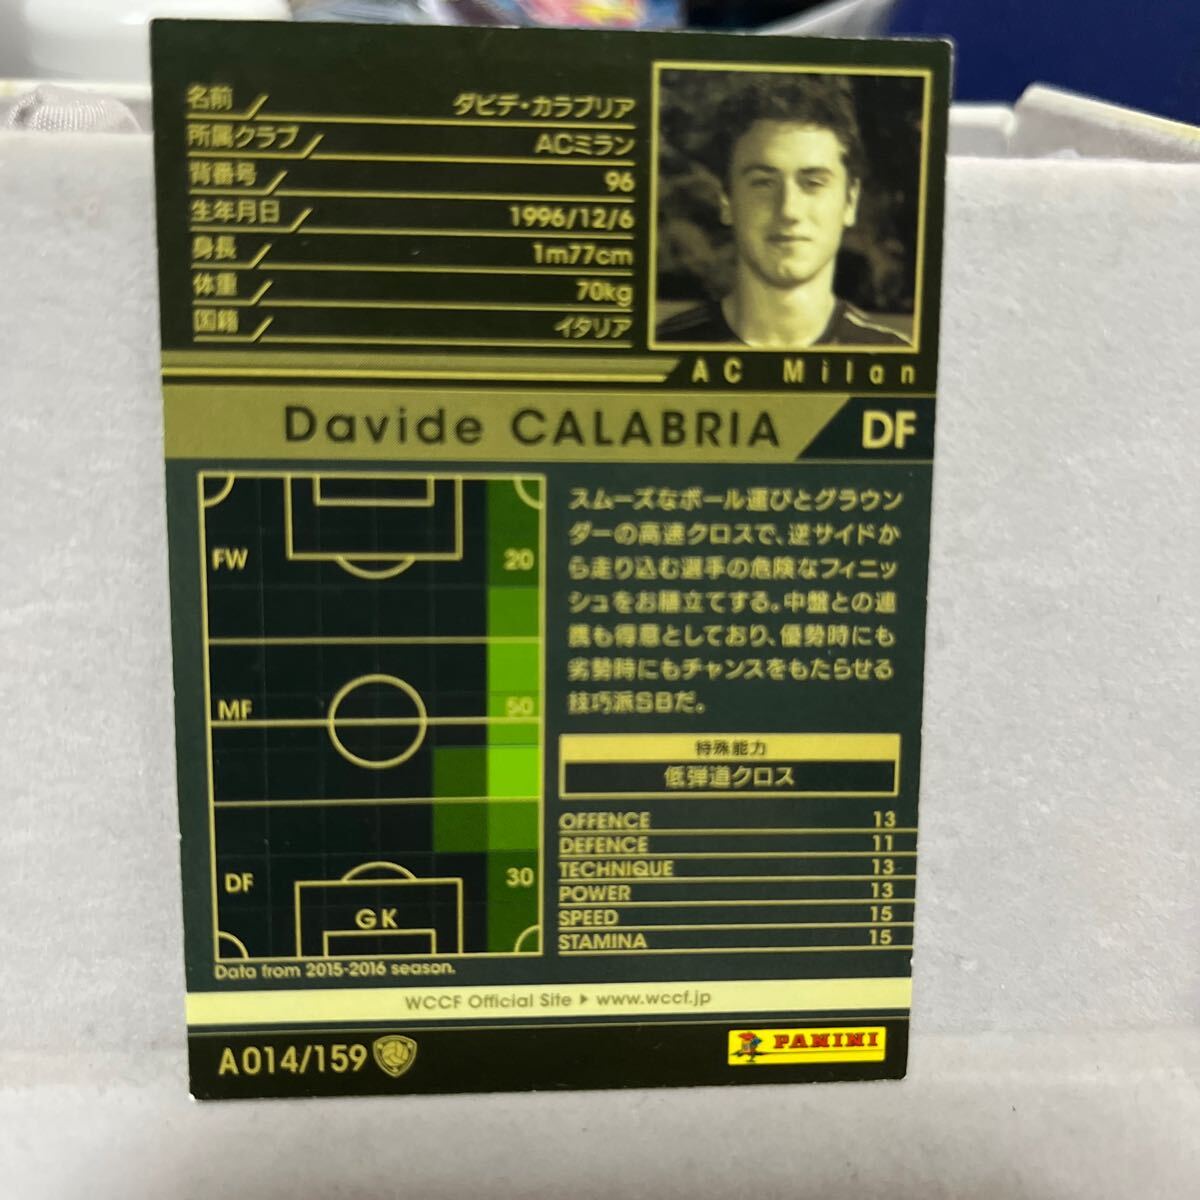 名前 ダビデ・カラブリア
所属クラブ ACミラン
背番号 96
生年月日 1996/12/6
身長 1m77cm
体重 70kg
国籍 イタリア
AC Milan
Davide CALABRIA DF
FW 20
MF 50
DF 30
GK
Data from 2015-2016 season.
スムーズなボール運びとグラウン
ダーの高速クロスで、逆サイドか
ら走り込む選手の危険なフィニッ
シュをお膳立てする。中盤との連
携も得意としており、優勢時にも
劣勢時にもチャンスをもたらせる
技巧派SBだ。
特殊能力
低弾道クロス
OFFENCE 13
DEFENCE 11
TECHNIQUE 13
POWER 13
SPEED 15
STAMINA 15
WCCF Official Site ▶ www.wccf.jp
A014/159
PANINI